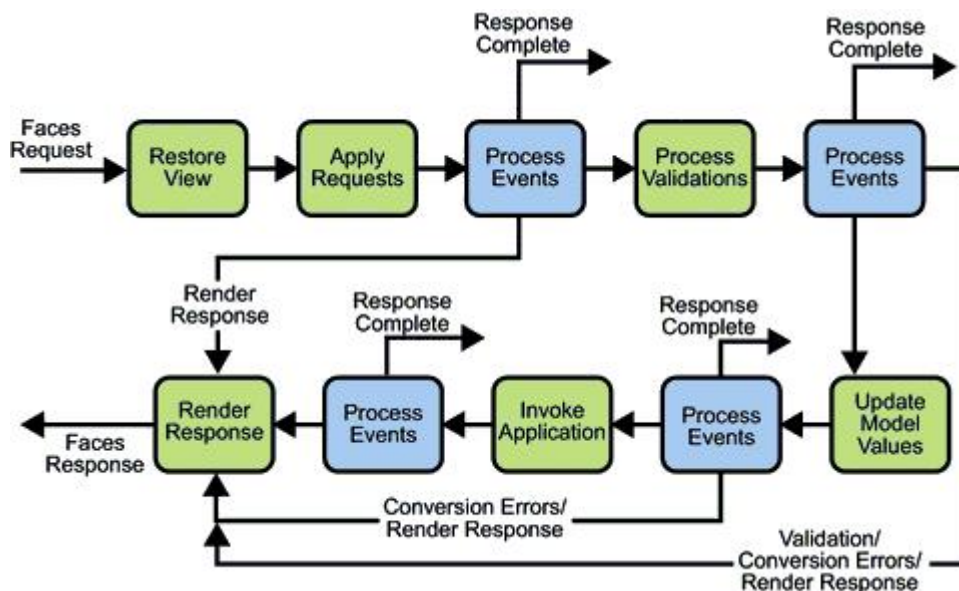 Response
Complete
Response
Complete
Faces
Request
Restore
View
Apply
Requests
Process
Events
Process
Validations
Process
Events
Render
Response
Response
Complete
Response
Complete
Render
Response
Process
Events
Invoke
Application
Process
Events
Update
Model
Values
Faces
Response
Conversion Errors/
Render Response
Validation/
Conversion Errors/
Render Response